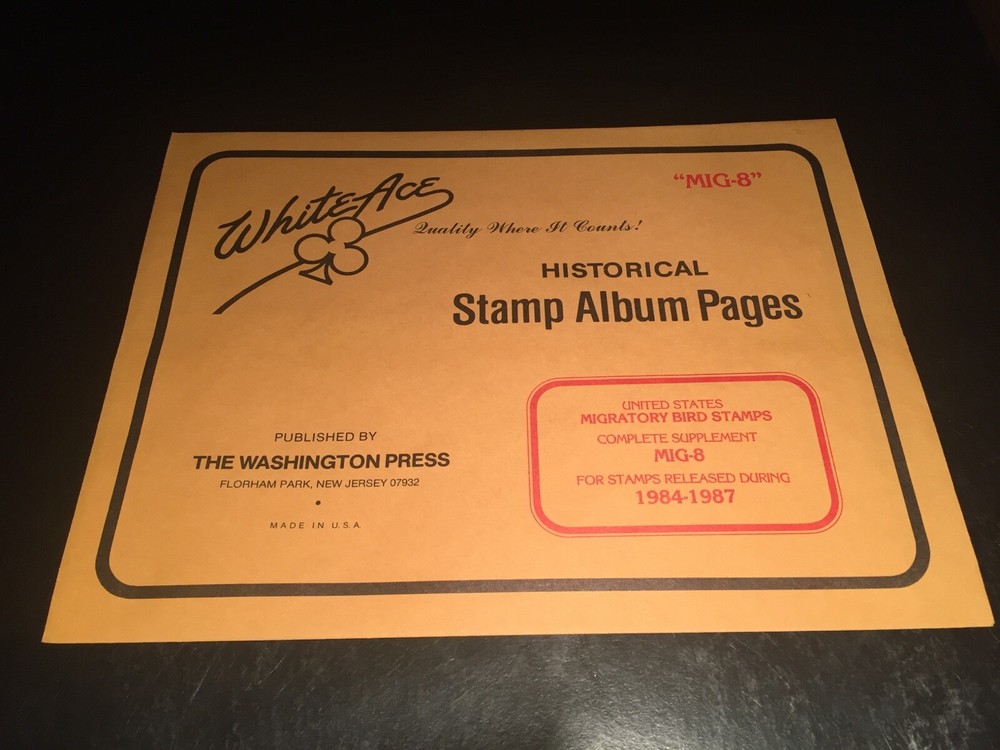 White Ace
"MIG-8"
Quality Where It Counts!
HISTORICAL
Stamp Album Pages
PUBLISHED BY
THE WASHINGTON PRESS
FLORHAM PARK, NEW JERSEY 07932
•
MADE IN U.S.A.
UNITED STATES
MIGRATORY BIRD STAMPS
COMPLETE SUPPLEMENT
MIG-8
FOR STAMPS RELEASED DURING
1984-1987